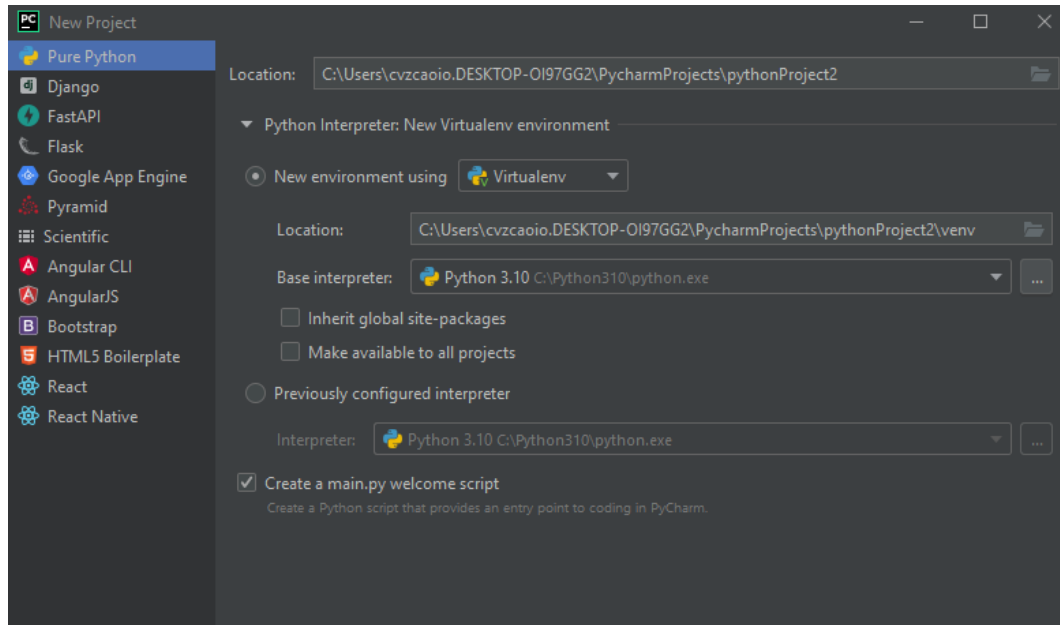 PC New Project
Pure Python
Location: C:\Users\cvzcaoio.DESKTOP-OI97GG2\PycharmProjects\pythonProject2
dj Django
FastAPI
Python Interpreter: New Virtualenv environment
Flask
Google App Engine
New environment using Virtualenv
Pyramid
Scientific
Location: C:\Users\cvzcaoio.DESKTOP-OI97GG2\PycharmProjects\pythonProject2\venv
A Angular CLI
Base interpreter: Python 3.10 C:\Python310\python.exe ...
A AngularJS
Inherit global site-packages
B Bootstrap
Make available to all projects
5 HTML5 Boilerplate
React
Previously configured interpreter
React Native
Interpreter: Python 3.10 C:\Python310\python.exe ...
Create a main.py welcome script
Create a Python script that provides an entry point to coding in PyCharm.